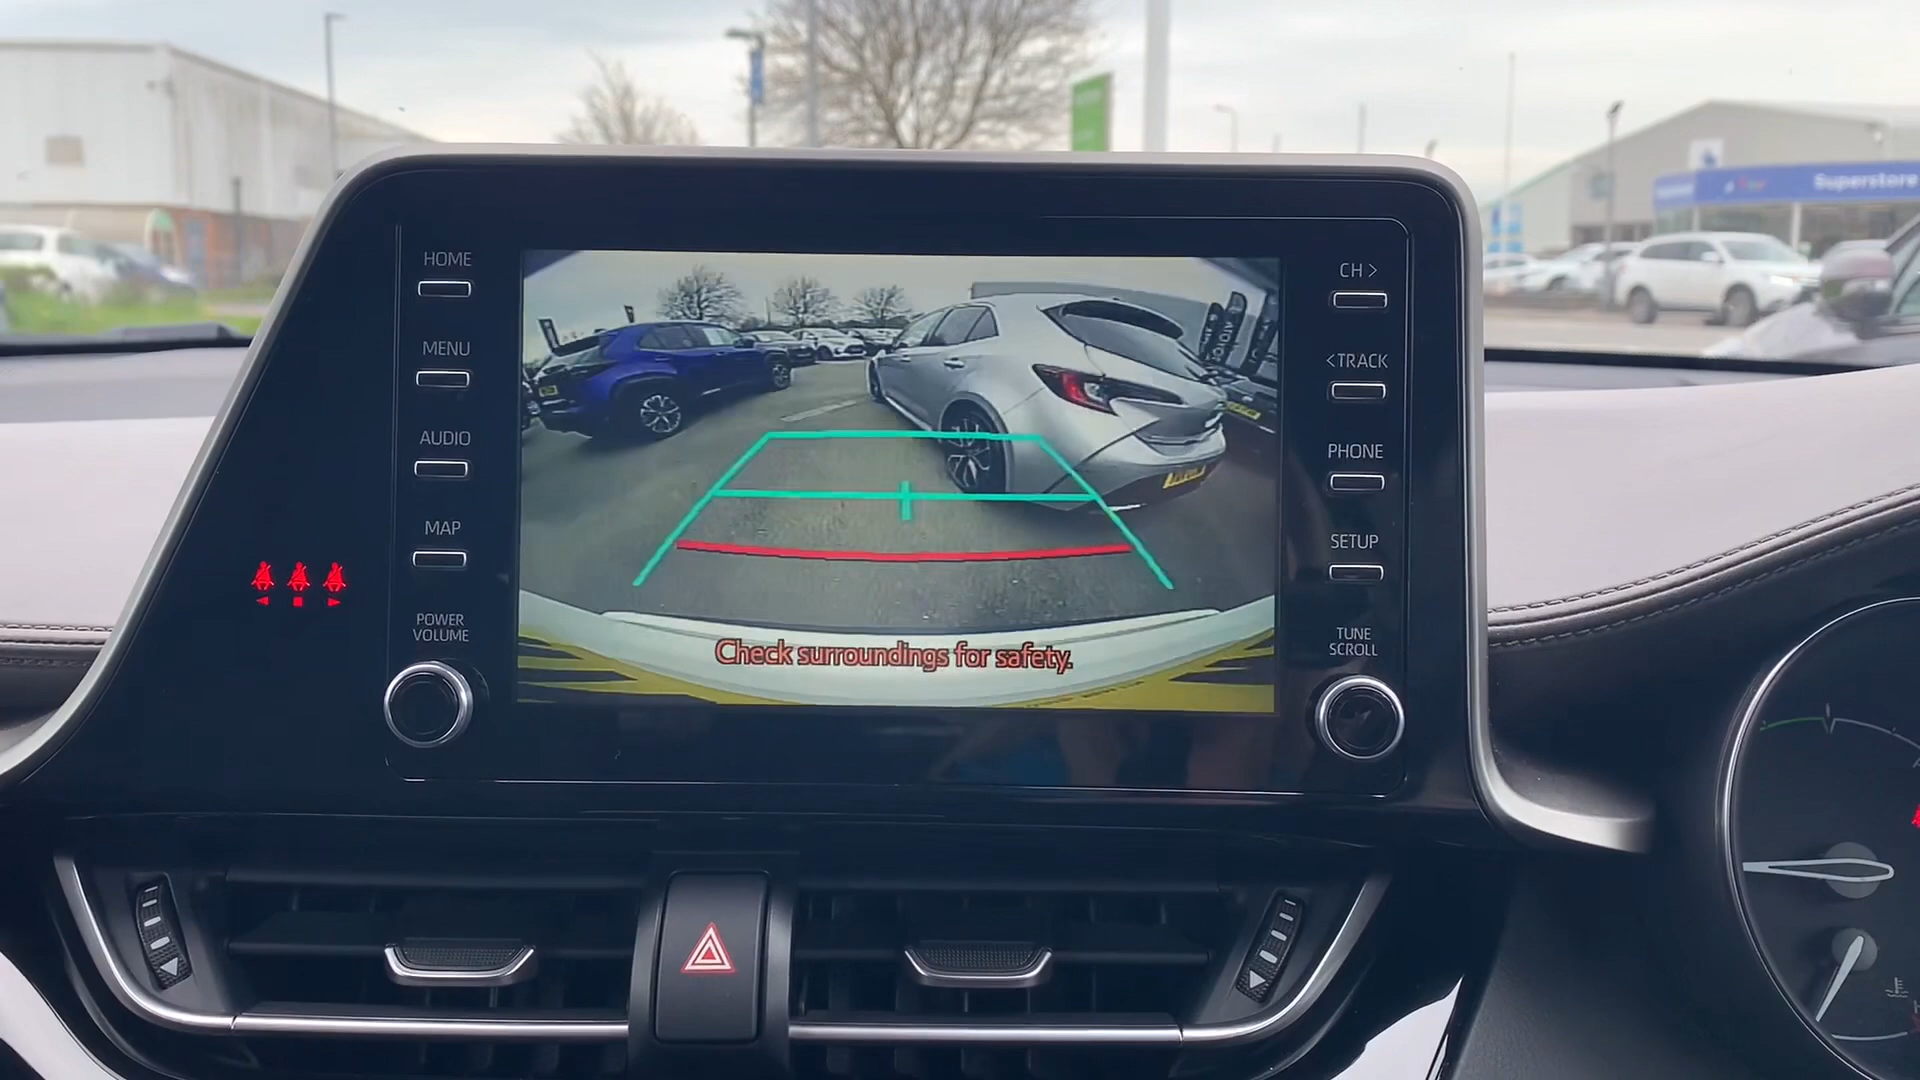 Superstore
HOME
MENU
AUDIO
MAP
POWER
VOLUME
CH >
< TRACK
PHONE
SETUP
TUNE
SCROLL
Check surroundings for safety.